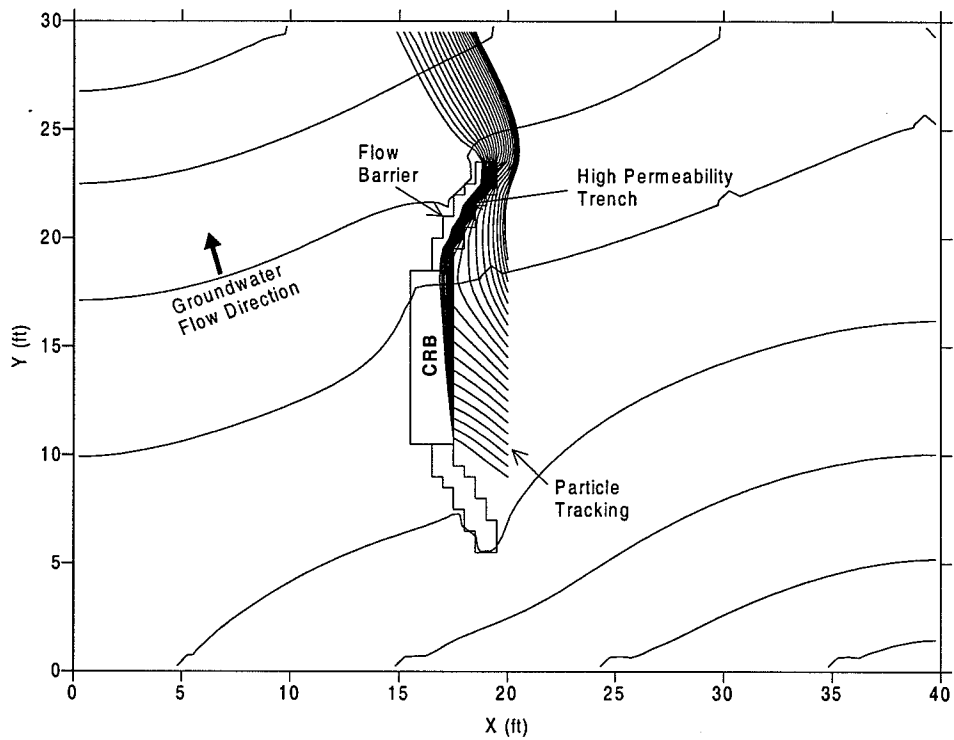 30
25
20
15
10
5
0
Y (ft)
Flow
Barrier
High Permeability
Trench
Groundwater
Flow Direction
CRB
Particle
Tracking
0
5
10
15
20
25
30
35
40
X (ft)